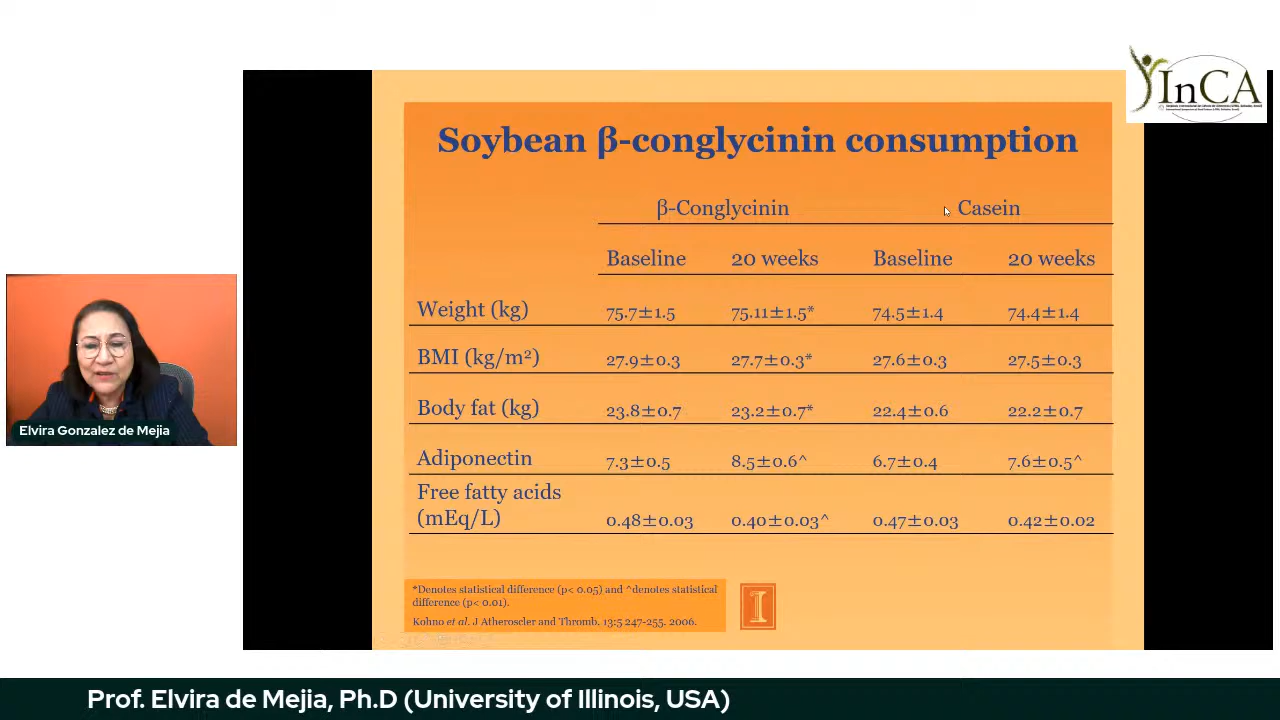 InCA
Soybean β-conglycinin consumption
β-Conglycinin Casein
Baseline 20 weeks Baseline 20 weeks
Weight (kg) 75.7±1.5 75.11±1.5* 74.5±1.4 74.4±1.4
BMI (kg/m²) 27.9±0.3 27.7±0.3* 27.6±0.3 27.5±0.3
Body fat (kg) 23.8±0.7 23.2±0.7* 22.4±0.6 22.2±0.7
Adiponectin 7.3±0.5 8.5±0.6^ 6.7±0.4 7.6±0.5^
Free fatty acids
(mEq/L) 0.48±0.03 0.40±0.03^ 0.47±0.03 0.42±0.02
*Denotes statistical difference (p< 0.05) and ^denotes statistical
difference (p< 0.01).
Kohno et al. J Atheroscler and Thromb. 13:5 247-255. 2006.
I
Elvira Gonzalez de Mejia
Prof. Elvira de Mejia, Ph.D (University of Illinois, USA)